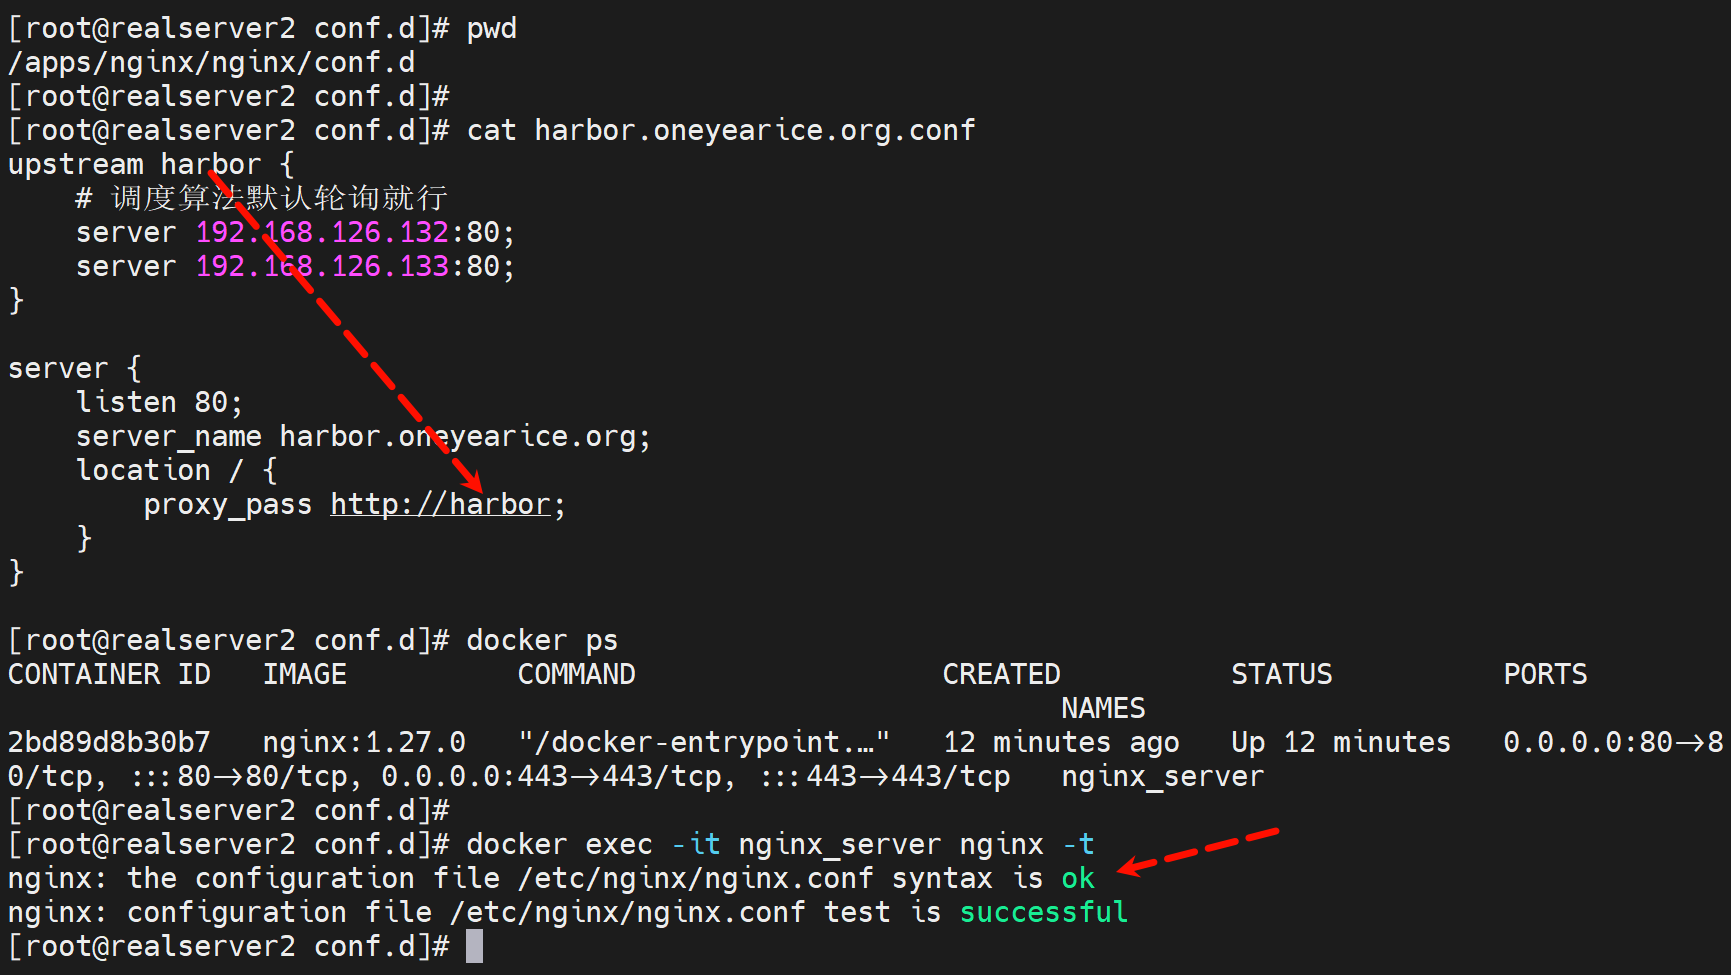 [root@realserver2 conf.d]# pwd
/apps/nginx/nginx/conf.d
[root@realserver2 conf.d]#
[root@realserver2 conf.d]# cat harbor.oneyearice.org.conf
upstream harbor {
    # 调度算法默认轮询就行
    server 192.168.126.132:80;
    server 192.168.126.133:80;
}

server {
    listen 80;
    server_name harbor.oneyearice.org;
    location / {
        proxy_pass http://harbor;
    }
}

[root@realserver2 conf.d]# docker ps
CONTAINER ID   IMAGE          COMMAND                  CREATED          STATUS          PORTS
                                                              NAMES
2bd89d8b30b7   nginx:1.27.0   "/docker-entrypoint.…"   12 minutes ago   Up 12 minutes   0.0.0.0:80->8
0/tcp, :::80->80/tcp, 0.0.0.0:443->443/tcp, :::443->443/tcp   nginx_server
[root@realserver2 conf.d]#
[root@realserver2 conf.d]# docker exec -it nginx_server nginx -t
nginx: the configuration file /etc/nginx/nginx.conf syntax is ok
nginx: configuration file /etc/nginx/nginx.conf test is successful
[root@realserver2 conf.d]#